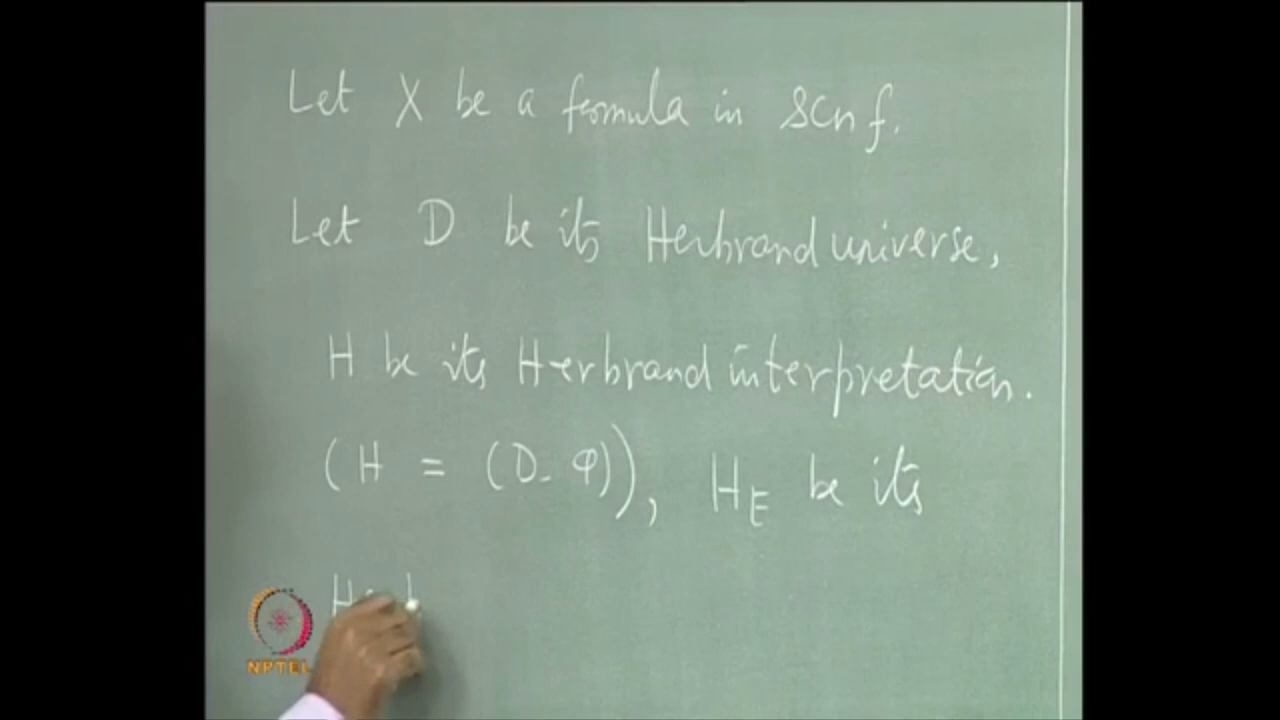 Let X be a formula in scnf.
Let D be its Herbrand universe,
H be its Herbrand interpretation.
(H = (D, φ)), H_E be its
NPTEL